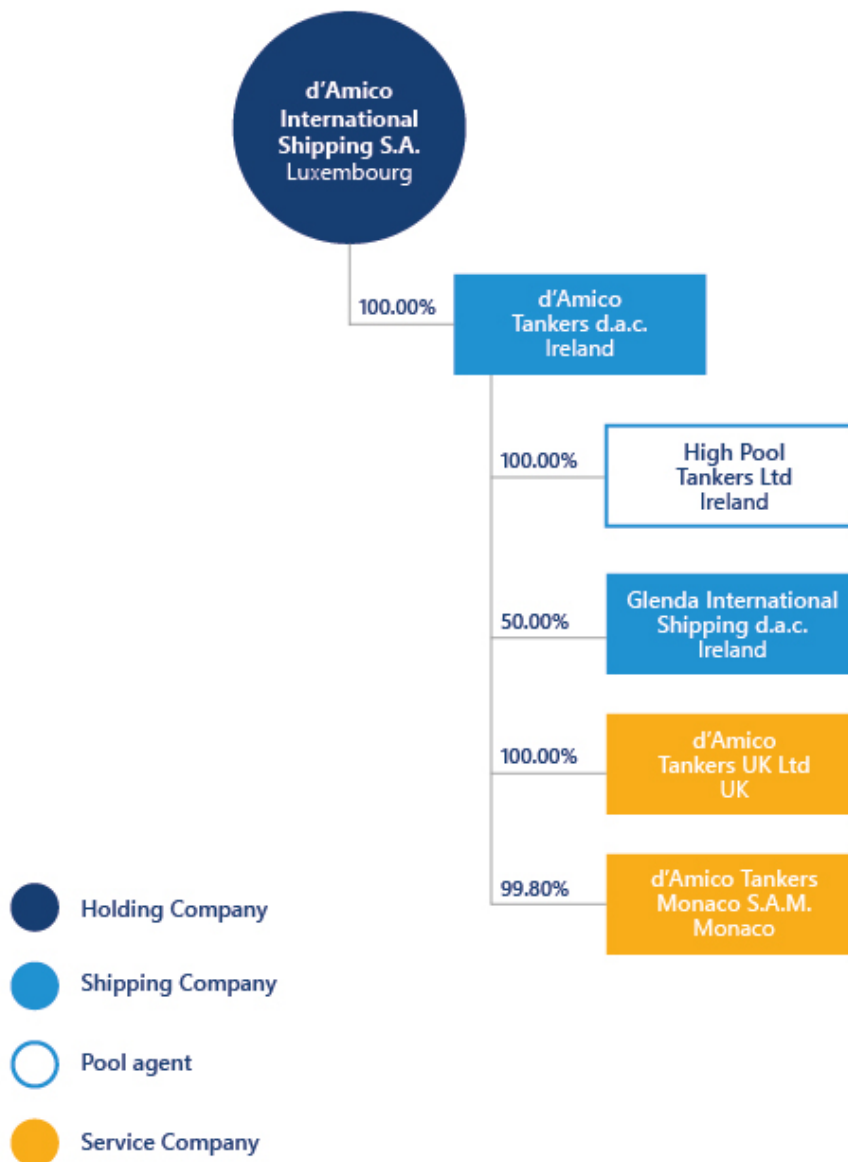 d'Amico
International
Shipping S.A.
Luxembourg
100.00%
d'Amico
Tankers d.a.c.
Ireland
100.00%
High Pool
Tankers Ltd
Ireland
50.00%
Glenda International
Shipping d.a.c.
Ireland
100.00%
d'Amico
Tankers UK Ltd
UK
99.80%
d'Amico Tankers
Monaco S.A.M.
Monaco
Holding Company
Shipping Company
Pool agent
Service Company